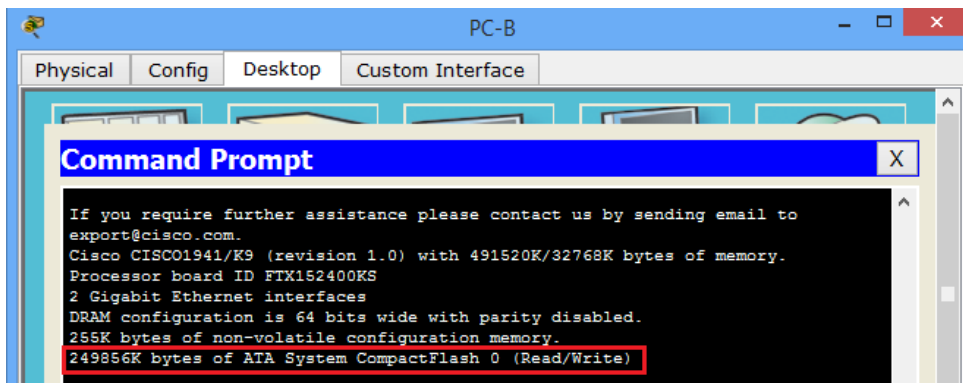 PC-B
Physical Config Desktop Custom Interface
Command Prompt X
If you require further assistance please contact us by sending email to
export@cisco.com.
Cisco CISCO1941/K9 (revision 1.0) with 491520K/32768K bytes of memory.
Processor board ID FTX152400KS
2 Gigabit Ethernet interfaces
DRAM configuration is 64 bits wide with parity disabled.
255K bytes of non-volatile configuration memory.
249856K bytes of ATA System CompactFlash 0 (Read/Write)